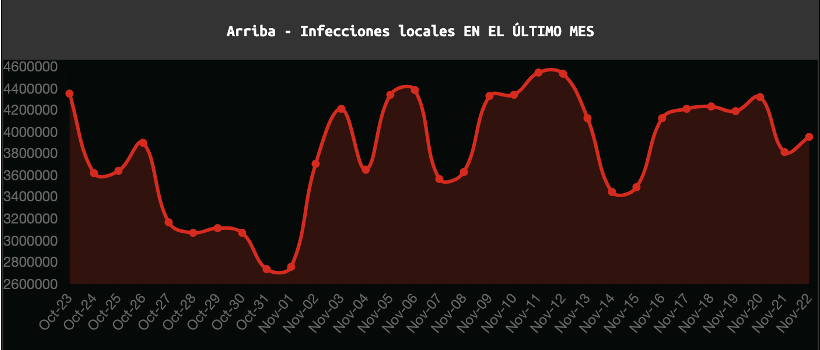 Arriba - Infecciones locales EN EL ÚLTIMO MES
4600000
4400000
4200000
4000000
3800000
3600000
3400000
3200000
3000000
2800000
2600000
Oct-23
Oct-24
Oct-25
Oct-26
Oct-27
Oct-28
Oct-29
Oct-30
Oct-31
Nov-01
Nov-02
Nov-03
Nov-04
Nov-05
Nov-06
Nov-07
Nov-08
Nov-09
Nov-10
Nov-11
Nov-12
Nov-13
Nov-14
Nov-15
Nov-16
Nov-17
Nov-18
Nov-19
Nov-20
Nov-21
Nov-22